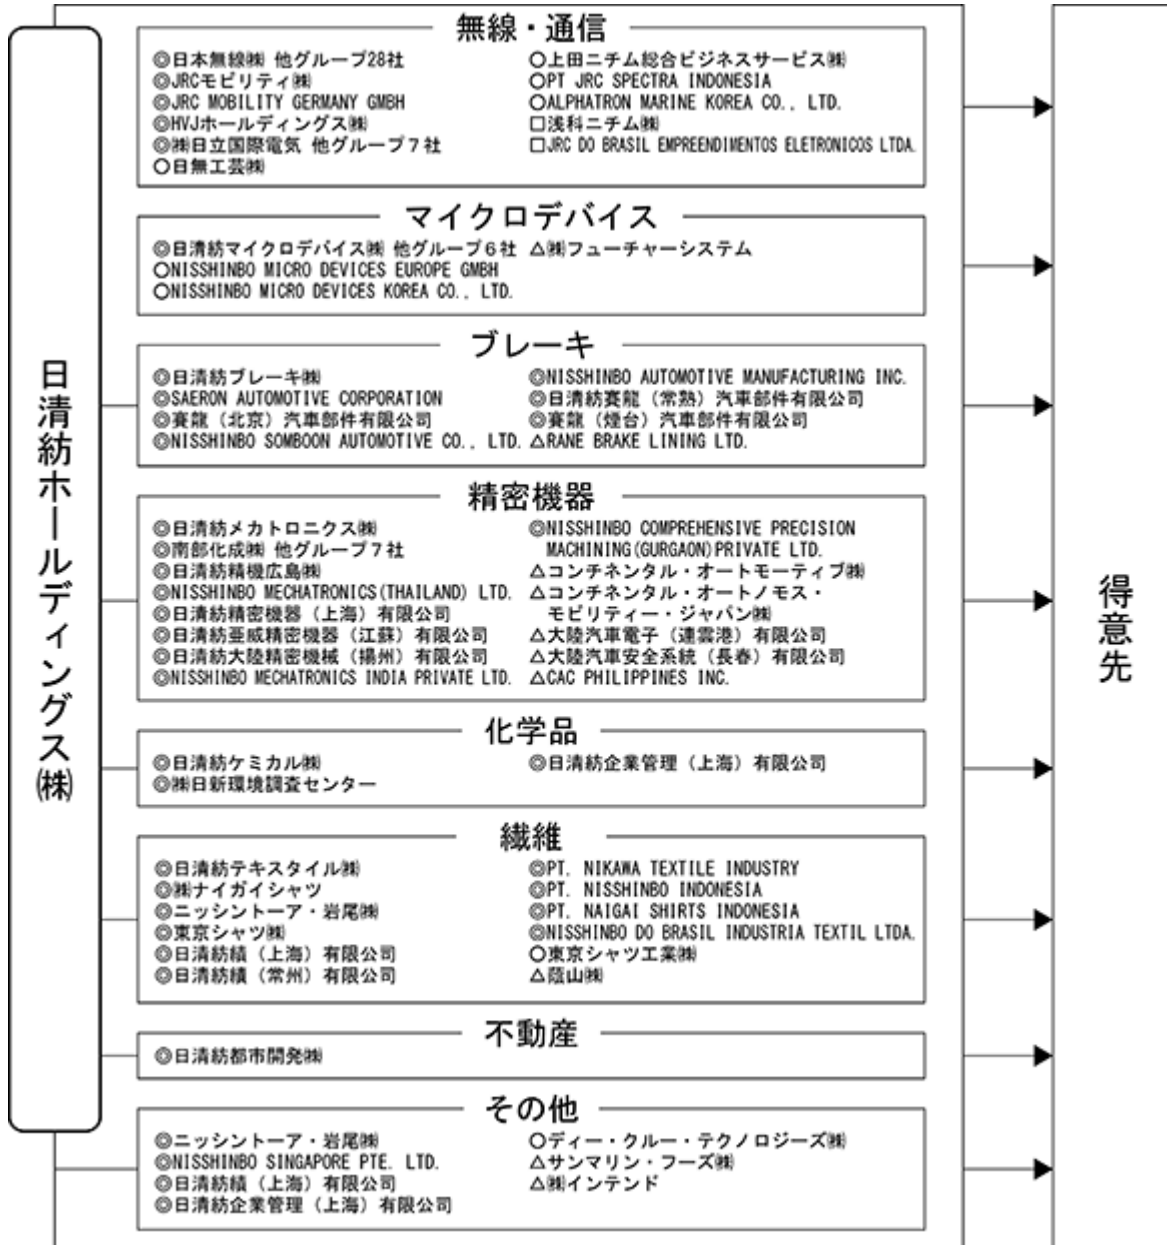 日清紡ホールディングス㈱
無線・通信
◎日本無線㈱ 他グループ28社
◎JRCモビリティ㈱
◎JRC MOBILITY GERMANY GMBH
◎HVJホールディングス㈱
◎㈱日立国際電気 他グループ7社
○日無工芸㈱
○上田ニチム総合ビジネスサービス㈱
○PT JRC SPECTRA INDONESIA
○ALPHATRON MARINE KOREA CO., LTD.
□浅科ニチム㈱
□JRC DO BRASIL EMPREENDIMENTOS ELETRONICOS LTDA.
マイクロデバイス
◎日清紡マイクロデバイス㈱ 他グループ6社
○NISSHINBO MICRO DEVICES EUROPE GMBH
○NISSHINBO MICRO DEVICES KOREA CO., LTD.
△㈱フューチャーシステム
ブレーキ
◎日清紡ブレーキ㈱
◎SAERON AUTOMOTIVE CORPORATION
◎賽龍（北京）汽車部件有限公司
◎NISSHINBO SOMBOON AUTOMOTIVE CO., LTD.
◎NISSHINBO AUTOMOTIVE MANUFACTURING INC.
◎日清紡賽龍（常熟）汽車部件有限公司
◎賽龍（煙台）汽車部件有限公司
△RANE BRAKE LINING LTD.
精密機器
◎日清紡メカトロニクス㈱
◎南部化成㈱ 他グループ7社
◎日清紡精機広島㈱
◎NISSHINBO MECHATRONICS(THAILAND) LTD.
◎日清紡精密機器（上海）有限公司
◎日清紡亜威精密機器（江蘇）有限公司
◎日清紡大陸精密機械（揚州）有限公司
◎NISSHINBO MECHATRONICS INDIA PRIVATE LTD.
◎NISSHINBO COMPREHENSIVE PRECISION
MACHINING(GURGAON)PRIVATE LTD.
△コンチネンタル・オートモーティブ㈱
△コンチネンタル・オートノモス・
モビリティー・ジャパン㈱
△大陸汽車電子（連雲港）有限公司
△大陸汽車安全系統（長春）有限公司
△CAC PHILIPPINES INC.
化学品
◎日清紡ケミカル㈱
◎㈱日新環境調査センター
◎日清紡企業管理（上海）有限公司
繊維
◎日清紡テキスタイル㈱
◎㈱ナイガイシャツ
◎ニッシントーア・岩尾㈱
◎東京シャツ㈱
◎日清紡績（上海）有限公司
◎日清紡績（常州）有限公司
◎PT. NIKAWA TEXTILE INDUSTRY
◎PT. NISSHINBO INDONESIA
◎PT. NAIGAI SHIRTS INDONESIA
◎NISSHINBO DO BRASIL INDUSTRIA TEXTIL LTDA.
○東京シャツ工業㈱
△蔭山㈱
不動産
◎日清紡都市開発㈱
その他
◎ニッシントーア・岩尾㈱
◎NISSHINBO SINGAPORE PTE. LTD.
◎日清紡績（上海）有限公司
◎日清紡企業管理（上海）有限公司
○ディー・クルー・テクノロジーズ㈱
△サンマリン・フーズ㈱
△㈱インテンド
得意先